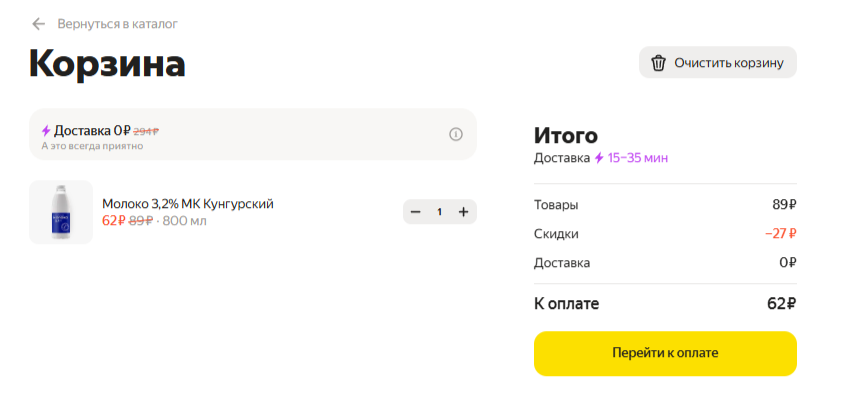 Вернуться в каталог
Корзина
Очистить корзину
Доставка 0₽ 294₽
А это всегда приятно
Молоко 3,2% МК Кунгурский
62₽ 89₽ · 800 мл
1
Итого
Доставка 15–35 мин
Товары 89₽
Скидки –27 ₽
Доставка 0₽
К оплате 62₽
Перейти к оплате